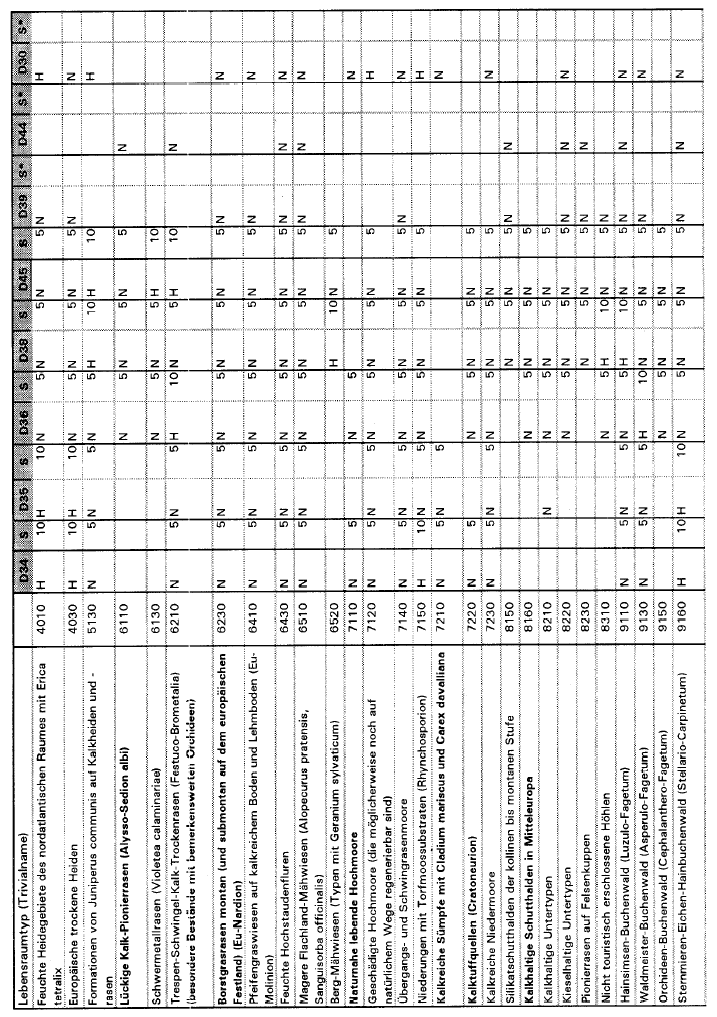 Lebensraumtyp (Trivialname) D34 S D35 S D36 S D38 S D45 S D39 S* D44 S* D30 S*
Feuchte Heidegebiete des nordatlantischen Raumes mit Erica 4010 H 10 H 10 N 5 N 5 N 5 N H
tetralix
Europäische trockene Heiden 4030 H 10 H 10 N 5 N 5 N 5 N N
Formationen von Juniperus communis auf Kalkheiden und - 5130 N 5 N 5 N 5 H 10 H 10 H
rasen
Lückige Kalk-Pionierrasen (Alysso-Sedion albi) 6110 N 5 N 5 N 5 N
Schwermetallrasen (Violetea calaminariae) 6130 N 5 N 5 H 10
Trespen-Schwingel-Kalk-Trockenrasen (Festuco-Brometalia) 6210 N 5 N 5 H 10 N 5 H 10 N
(besondere Bestände mit bemerkenswerten Orchideen)
Borstgrasrasen montan (und submontan auf dem europäischen 6230 N 5 N 5 N 5 N 5 N 5 N N
Festland) (Eu-Nardion)
Pfeifengraswiesen auf kalkreichem Boden und Lehmboden (Eu- 6410 N 5 N 5 N 5 N 5 N 5 N N
Molinion)
Feuchte Hochstaudenfluren 6430 N 5 N 5 N 5 N 5 N 5 N N N
Magere Flachland-Mähwiesen (Alopecurus pratensis, 6510 N 5 N 5 N 5 N 5 N 5 N N N
Sanguisorba officinalis)
Berg-Mähwiesen (Typen mit Geranium sylvaticum) 6520 H 10 N 5
Naturnahe lebende Hochmoore 7110 N 5 N 5 N
Geschädigte Hochmoore (die möglicherweise noch auf 7120 N 5 N 5 N 5 N 5 N 5 H
natürlichem Wege regenerierbar sind)
Übergangs- und Schwingrasenmoore 7140 N 5 N 5 N 5 N 5 N 5 N N
Niederungen mit Torfmoossubstraten (Rhynchosporion) 7150 H 10 N 5 N 5 N 5 N 5 H
Kalkreiche Sümpfe mit Cladium mariscus und Carex davalliana 7210 N 5 N
Kalktuffquellen (Cratoneurion) 7220 N 5 5 N 5 N 5
Kalkreiche Niedermoore 7230 N 5 N 5 N 5 N 5 N 5 N
Silikatschutthalden der kollinen bis montanen Stufe 8150 N 5 N 5 N N
Kalkhaltige Schutthalden in Mitteleuropa 8160 N 5 N 5 N 5
Kalkhaltige Untertypen 8210 N N 5 N 5 N 5
Kieselhaltige Untertypen 8220 N 5 N 5 N 5 N N N
Pionierrasen auf Felsenkuppen 8230 N 5 N 5 N N
Nicht touristisch erschlossene Höhlen 8310 N 5 H 10 N 5 N
Hainsimsen-Buchenwald (Luzulo-Fagetum) 9110 N 5 N 5 N 5 H 10 N 5 N N N
Waldmeister-Buchenwald (Asperulo-Fagetum) 9130 N 5 N 5 H 10 N 5 H 5 N N
Orchideen-Buchenwald (Cephalanthero-Fagetum) 9150 N 5 N 5 N 5 N
Sternmieren-Eichen-Hainbuchenwald (Stellario-Carpinetum) 9160 H 10 H 10 N 5 N 5 N 5 N N N